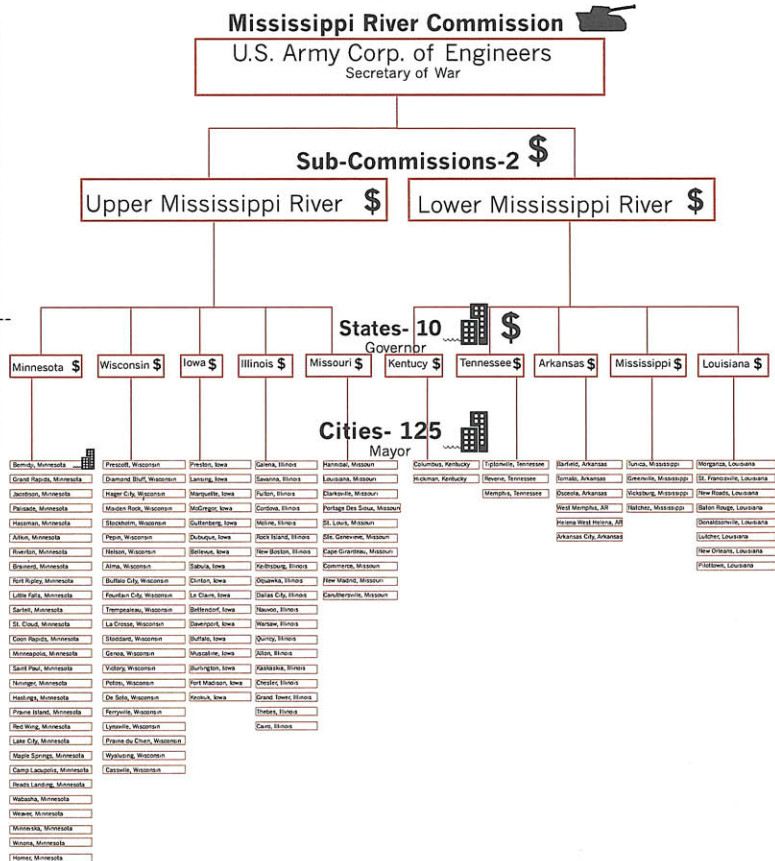 Mississippi River Commission
U.S. Army Corp. of Engineers
Secretary of War
Sub-Commissions-2 $
Upper Mississippi River $
Lower Mississippi River $
States- 10 $
Governor
Minnesota $
Wisconsin $
Iowa $
Illinois $
Missouri $
Kentucy $
Tennessee $
Arkansas $
Mississippi $
Louisiana $
Cities- 125
Mayor
Bemidy, Minnesota
Grand Rapids, Minnesota
Jacobson, Minnesota
Palisade, Minnesota
Hassman, Minnesota
Aitkin, Minnesota
Riverton, Minnesota
Brainerd, Minnesota
Fort Ripley, Minnesota
Little Falls, Minnesota
Sartell, Minnesota
St. Cloud, Minnesota
Coon Rapids, Minnesota
Minneapolis, Minnesota
Saint Paul, Minnesota
Nininger, Minnesota
Hastings, Minnesota
Prairie Island, Minnesota
Red Wing, Minnesota
Lake City, Minnesota
Maple Springs, Minnesota
Camp Lacupolis, Minnesota
Reads Landing, Minnesota
Wabasha, Minnesota
Weaver, Minnesota
Minneiska, Minnesota
Winona, Minnesota
Homer, Minnesota
Prescott, Wisconsin
Diamond Bluff, Wisconsin
Hager City, Wisconsin
Maiden Rock, Wisconsin
Stockholm, Wisconsin
Pepin, Wisconsin
Nelson, Wisconsin
Alma, Wisconsin
Buffalo City, Wisconsin
Fountain City, Wisconsin
Trempealeau, Wisconsin
La Crosse, Wisconsin
Stoddard, Wisconsin
Genoa, Wisconsin
Victory, Wisconsin
Potosi, Wisconsin
De Soto, Wisconsin
Ferryville, Wisconsin
Lynxville, Wisconsin
Prairie du Chien, Wisconsin
Wyalusing, Wisconsin
Cassville, Wisconsin
Preston, Iowa
Lansing, Iowa
Marquette, Iowa
McGregor, Iowa
Guttenberg, Iowa
Dubuque, Iowa
Bellevue, Iowa
Sabula, Iowa
Clinton, Iowa
Le Claire, Iowa
Bettendorf, Iowa
Davenport, Iowa
Buffalo, Iowa
Muscatine, Iowa
Burlington, Iowa
Fort Madison, Iowa
Keokuk, Iowa
Galena, Illinois
Savanna, Illinois
Fulton, Illinois
Cordova, Illinois
Moline, Illinois
Rock Island, Illinois
New Boston, Illinois
Keithsburg, Illinois
Oquawka, Illinois
Dallas City, Illinois
Nauvoo, Illinois
Warsaw, Illinois
Quincy, Illinois
Alton, Illinois
Kaskaskia, Illinois
Chester, Illinois
Grand Tower, Illinois
Thebes, Illinois
Cairo, Illinois
Hannibal, Missouri
Louisiana, Missouri
Clarksville, Missouri
Portage Des Sioux, Missouri
St. Louis, Missouri
Ste. Genevieve, Missouri
Cape Girardeau, Missouri
Commerce, Missouri
New Madrid, Missouri
Caruthersville, Missouri
Columbus, Kentucky
Hickman, Kentucky
Tiptonville, Tennessee
Reverie, Tennessee
Memphis, Tennessee
Barfield, Arkansas
Tomato, Arkansas
Osceola, Arkansas
West Memphis, AR
Helena West Helena, AR
Arkansas City, Arkansas
Tunica, Mississippi
Greenville, Mississippi
Vicksburg, Mississippi
Natchez, Mississippi
Morganza, Louisiana
St. Francisville, Louisiana
New Roads, Louisiana
Baton Rouge, Louisiana
Donaldsonville, Louisiana
Lutcher, Louisiana
New Orleans, Louisiana
Pilottown, Louisiana